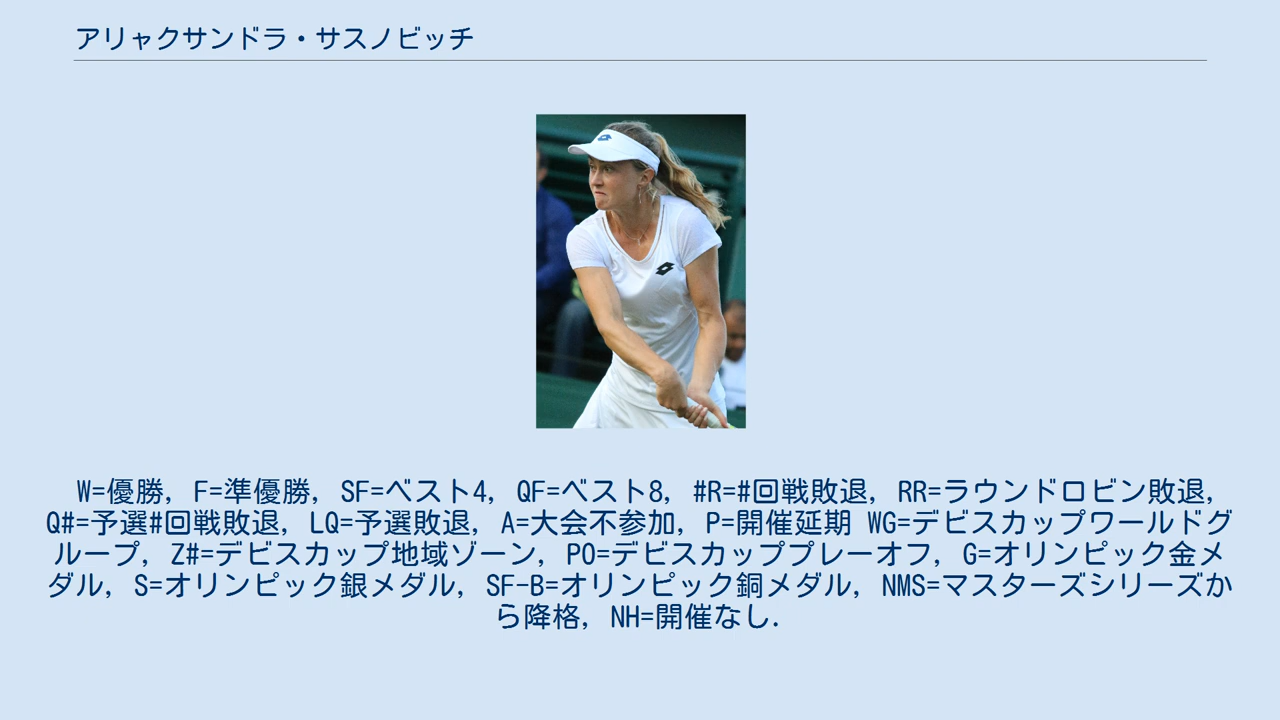 アリャクサンドラ・サスノビッチ
W=優勝, F=準優勝, SF=ベスト4, QF=ベスト8, #R=#回戦敗退, RR=ラウンドロビン敗退,
Q#=予選#回戦敗退, LQ=予選敗退, A=大会不参加, P=開催延期 WG=デビスカップワールドグ
ループ, Z#=デビスカップ地域ゾーン, PO=デビスカッププレーオフ, G=オリンピック金メ
ダル, S=オリンピック銀メダル, SF-B=オリンピック銅メダル, NMS=マスターズシリーズか
ら降格, NH=開催なし.